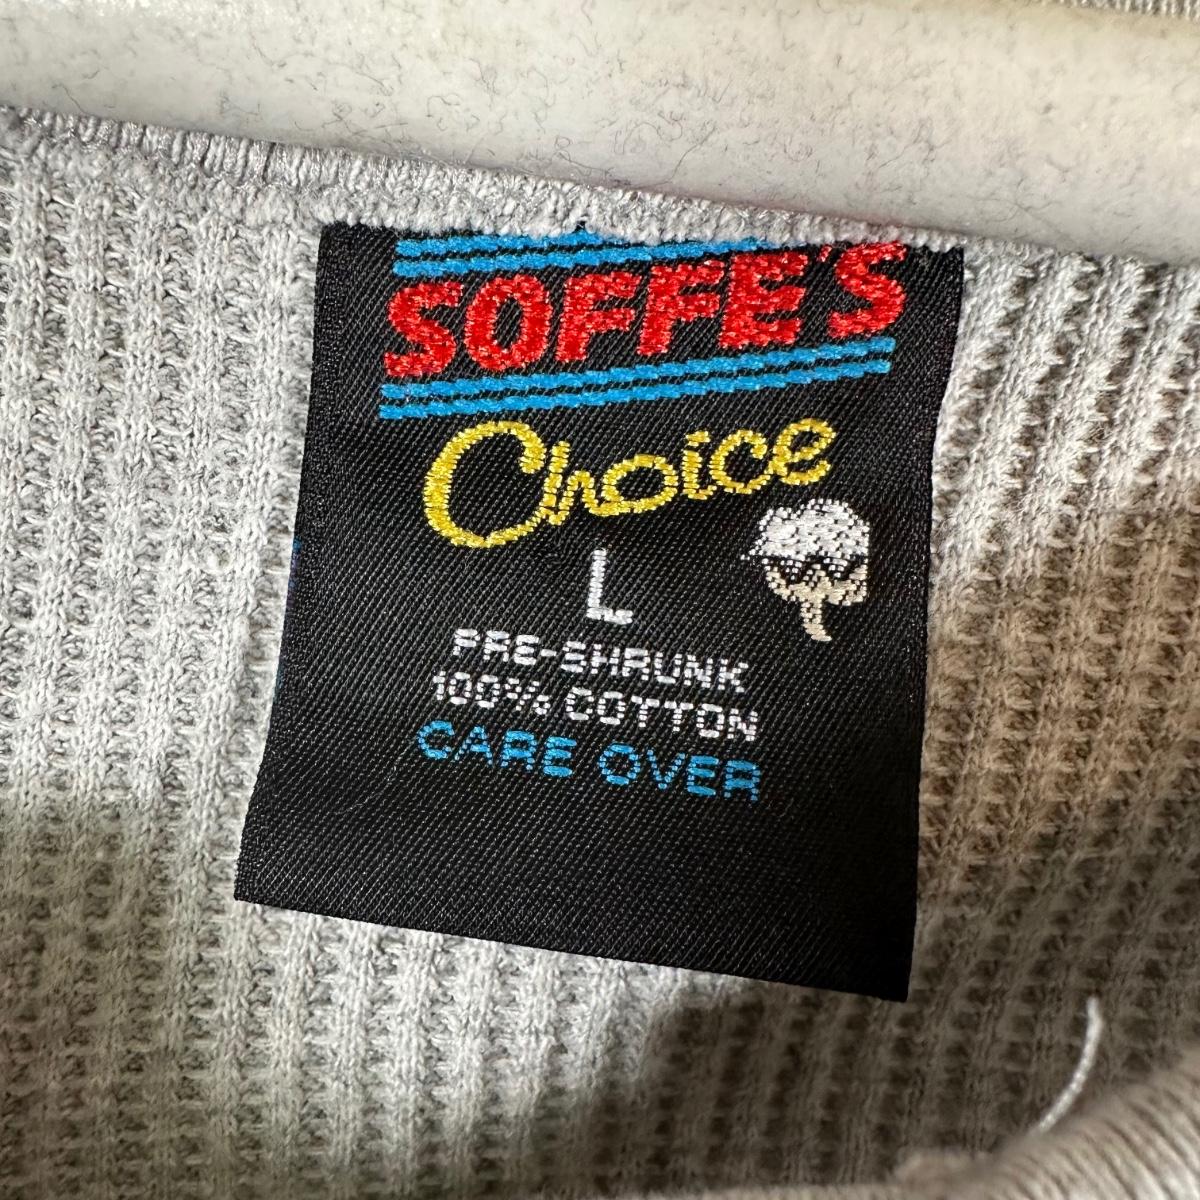 SOFFE'S
Choice
L
PRE-SHRUNK
100% COTTON
CARE OVER